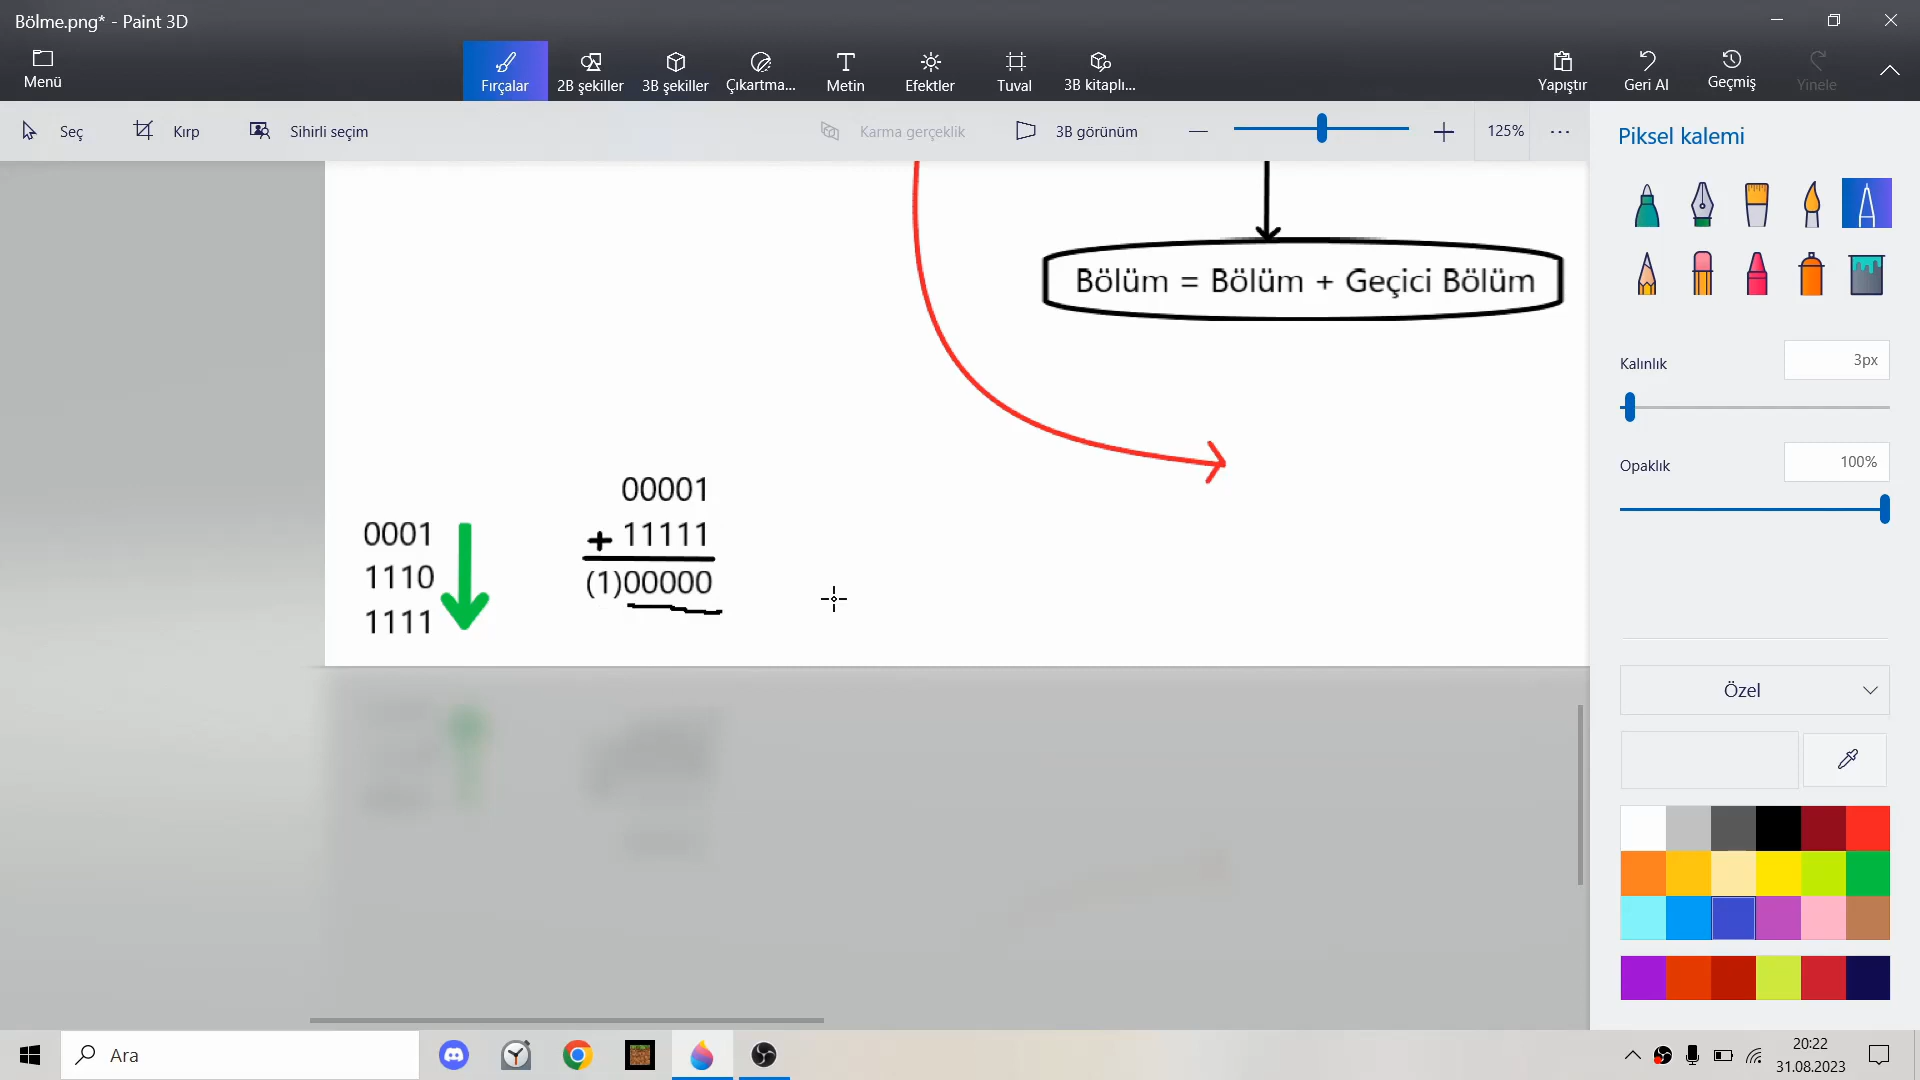 Bölme.png* - Paint 3D
Menü
Fırçalar
2B şekiller
3B şekiller
Çıkartma...
Metin
Efektler
Tuval
3B kitaplı...
Yapıştır
Geri Al
Geçmiş
Yinele
Seç
Kırp
Sihirli seçim
Karma gerçeklik
3B görünüm
125%
Piksel kalemi
Bölüm = Bölüm + Geçici Bölüm
Kalınlık
3px
Opaklık
100%
0001
1110
1111
00001
+ 11111
(1)00000
Özel
Ara
20:22
31.08.2023